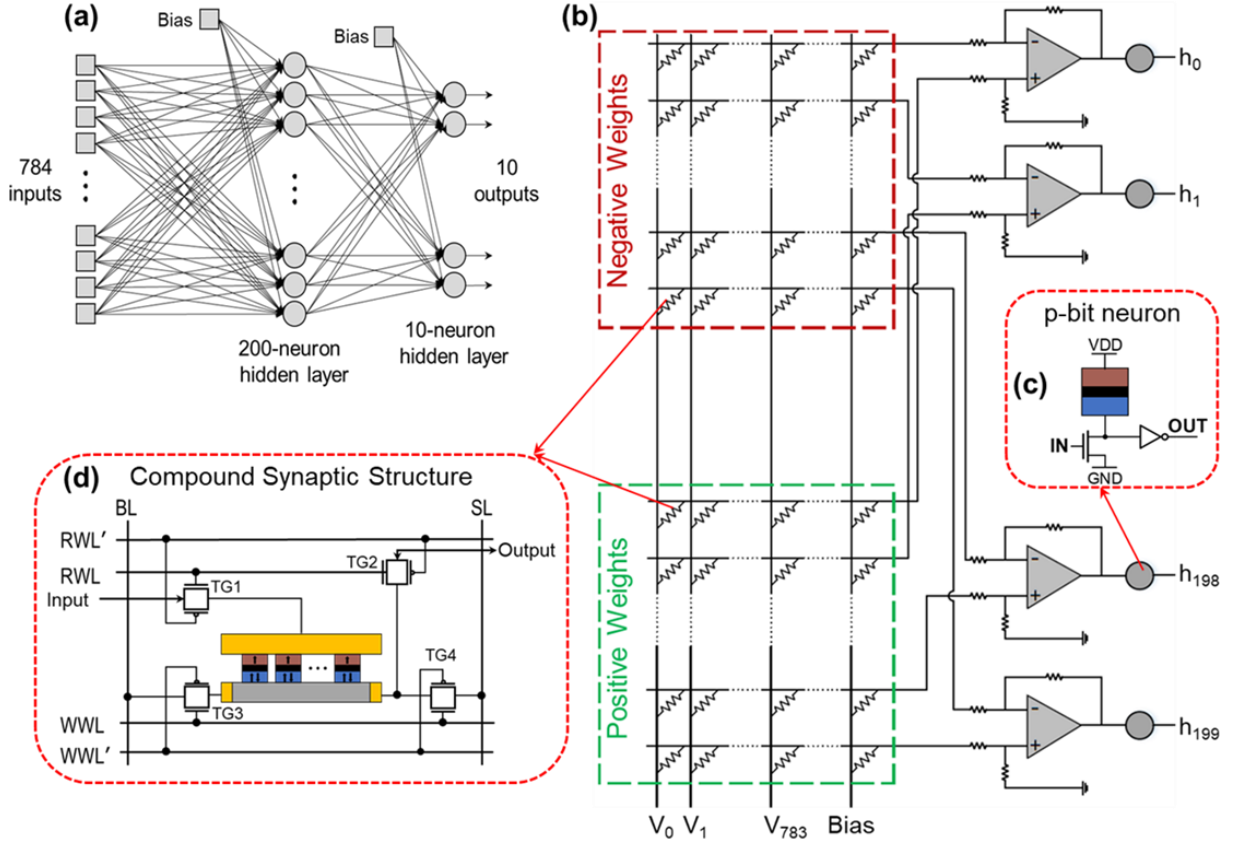 (a)
Bias
Bias
784
inputs
10
outputs
200-neuron
hidden layer
10-neuron
hidden layer
(b)
Negative Weights
Positive Weights
V0 V1 V783 Bias
−
+
h0
−
+
h1
−
+
h198
−
+
h199
p-bit neuron
(c)
VDD
IN
OUT
GND
(d) Compound Synaptic Structure
BL
SL
RWL′
RWL
Input
TG1
TG2
Output
TG3
TG4
WWL
WWL′